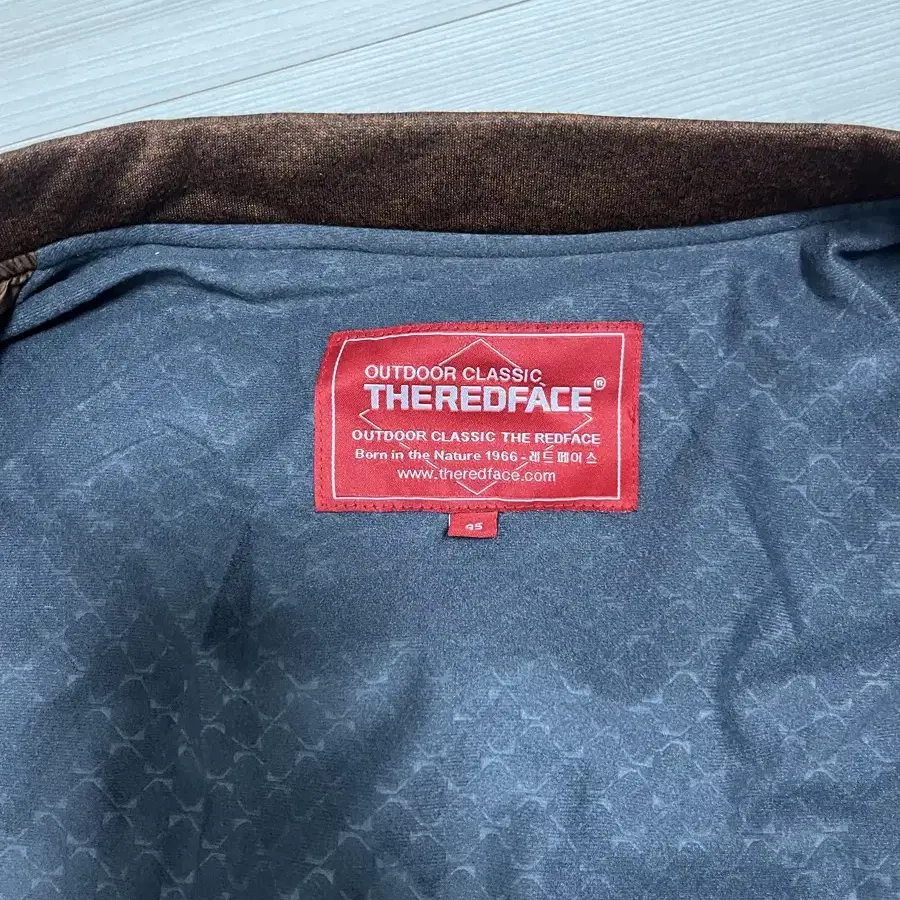 OUTDOOR CLASSIC
THEREDFACE®
OUTDOOR CLASSIC THE REDFACE
Born in the Nature 1966 - 레드페이스
www.theredface.com
95